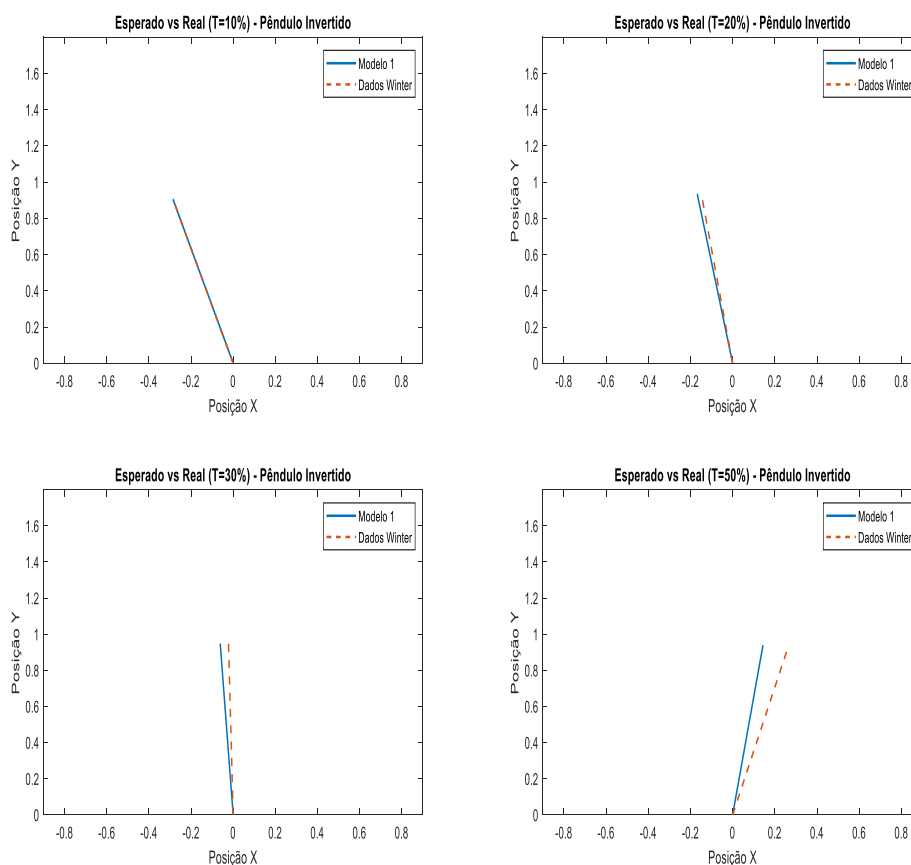 Esperado vs Real (T=10%) - Pêndulo Invertido
Modelo 1
Dados Winter
1.6
1.4
1.2
1
0.8
0.6
0.4
0.2
0
Posição Y
-0.8 -0.6 -0.4 -0.2 0 0.2 0.4 0.6 0.8
Posição X
Esperado vs Real (T=20%) - Pêndulo Invertido
Modelo 1
Dados Winter
1.6
1.4
1.2
1
0.8
0.6
0.4
0.2
0
Posição Y
-0.8 -0.6 -0.4 -0.2 0 0.2 0.4 0.6 0.8
Posição X
Esperado vs Real (T=30%) - Pêndulo Invertido
Modelo 1
Dados Winter
1.6
1.4
1.2
1
0.8
0.6
0.4
0.2
0
Posição Y
-0.8 -0.6 -0.4 -0.2 0 0.2 0.4 0.6 0.8
Posição X
Esperado vs Real (T=50%) - Pêndulo Invertido
Modelo 1
Dados Winter
1.6
1.4
1.2
1
0.8
0.6
0.4
0.2
0
Posição Y
-0.8 -0.6 -0.4 -0.2 0 0.2 0.4 0.6 0.8
Posição X